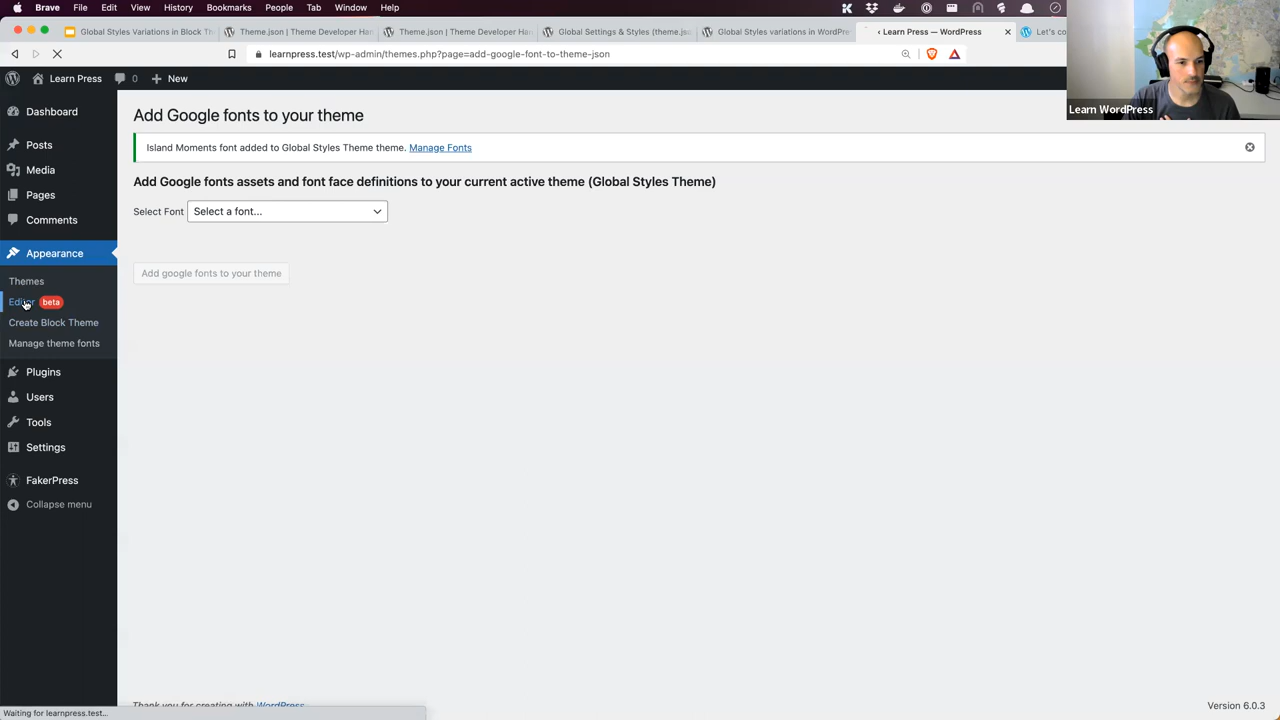 Brave File Edit View History Bookmarks People Tab Window Help
Global Styles Variations in Block Th
Theme.json | Theme Developer Han
Theme.json | Theme Developer Han
Global Settings & Styles (theme.jso
Global Styles variations in WordPre
‹ Learn Press — WordPress
Let's co
learnpress.test/wp-admin/themes.php?page=add-google-font-to-theme-json
Learn Press 0 New
Learn WordPress
Dashboard
Posts
Media
Pages
Comments
Appearance
Themes
Editor beta
Create Block Theme
Manage theme fonts
Plugins
Users
Tools
Settings
FakerPress
Collapse menu
Add Google fonts to your theme
Island Moments font added to Global Styles Theme theme. Manage Fonts
Add Google fonts assets and font face definitions to your current active theme (Global Styles Theme)
Select Font Select a font...
Add google fonts to your theme
Thank you for creating with WordPress
Version 6.0.3
Waiting for learnpress.test...